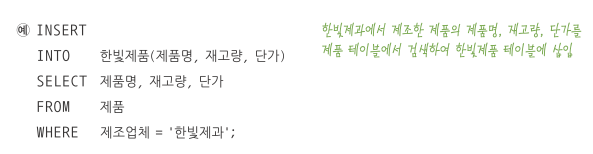 예 INSERT
INTO 한빛제품(제품명, 재고량, 단가)
SELECT 제품명, 재고량, 단가
FROM 제품
WHERE 제조업체 = '한빛제과';
한빛제과에서 제조한 제품의 제품명, 재고량, 단가를
제품 테이블에서 검색하여 한빛제품 테이블에 삽입